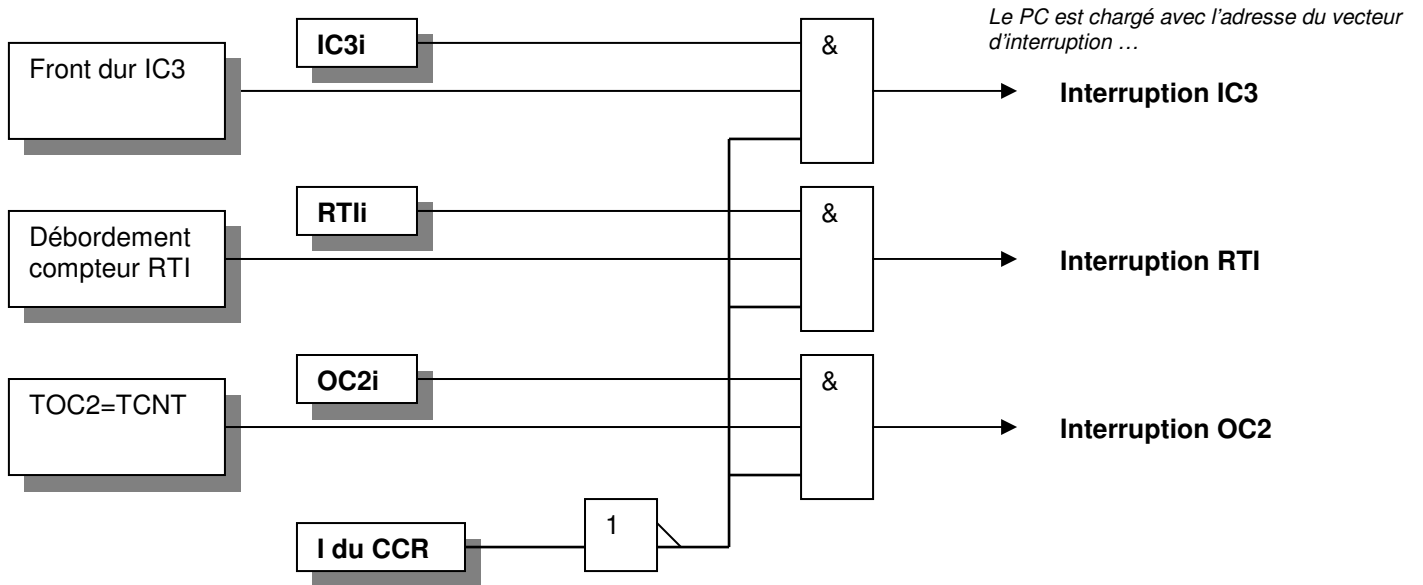 Le PC est chargé avec l'adresse du vecteur
d'interruption …
IC3i
&
Front dur IC3
Interruption IC3
RTIi
&
Débordement
compteur RTI
Interruption RTI
OC2i
&
TOC2=TCNT
Interruption OC2
1
I du CCR